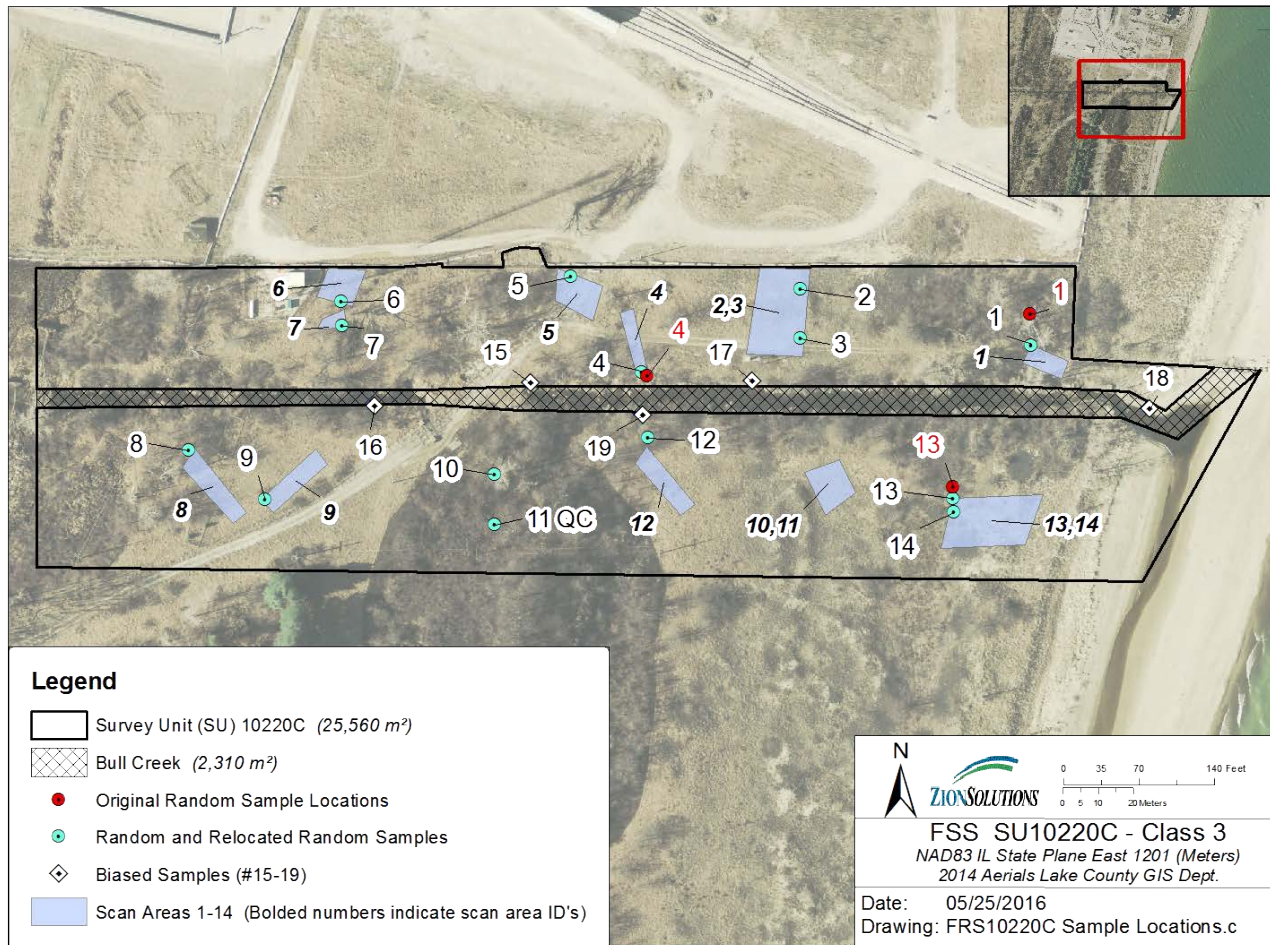 6
6
7
7
5
5
4
4
4
2,3
2
3
1
1
1
15
17
18
16
19
12
8
9
10
13
13
8
9
11 QC
12
10,11
14
13,14
Legend
Survey Unit (SU) 10220C (25,560 m²)
Bull Creek (2,310 m²)
Original Random Sample Locations
Random and Relocated Random Samples
Biased Samples (#15-19)
Scan Areas 1-14 (Bolded numbers indicate scan area ID's)
N
ZIONSOLUTIONS
0 35 70 140 Feet
0 5 10 20 Meters
FSS SU10220C - Class 3
NAD83 IL State Plane East 1201 (Meters)
2014 Aerials Lake County GIS Dept.
Date: 05/25/2016
Drawing: FRS10220C Sample Locations.c